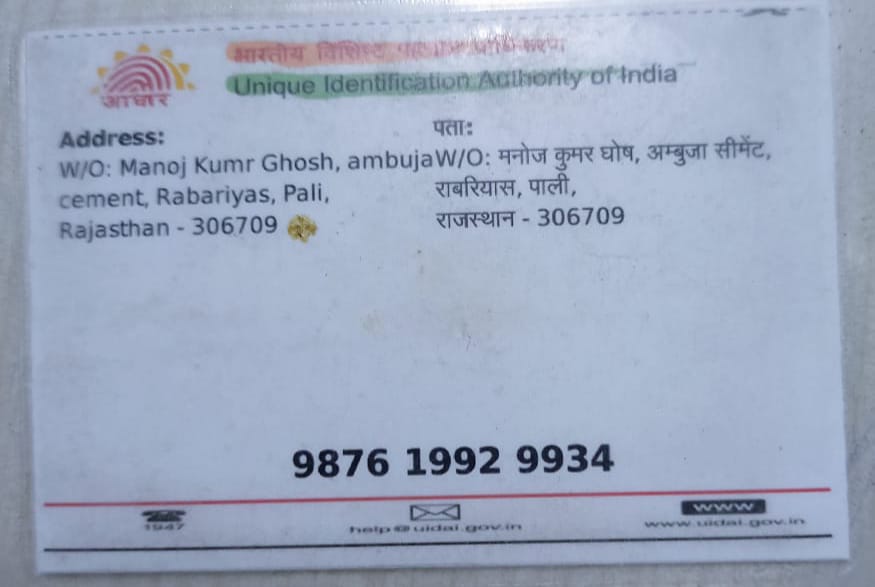 भारतीय विशिष्ट पहचान प्राधिकरण
Unique Identification Authority of India
आधार
Address:
W/O: Manoj Kumr Ghosh, ambuja
cement, Rabariyas, Pali,
Rajasthan - 306709
पता:
W/O: मनोज कुमर घोष, अम्बुजा सीमेंट,
राबरियास, पाली,
राजस्थान - 306709
9876 1992 9934
1947
help@uidai.gov.in
www
www.uidai.gov.in